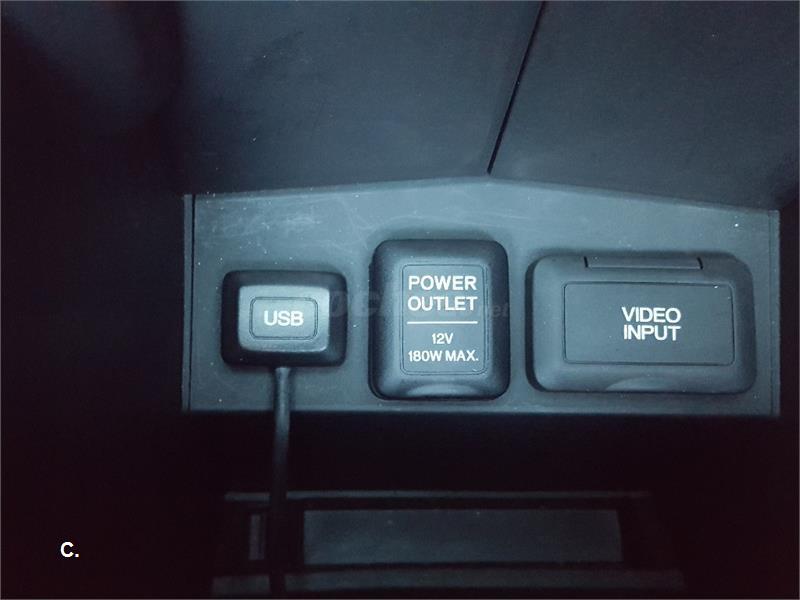 USB
POWER
OUTLET
12V
180W MAX.
VIDEO
INPUT
C.